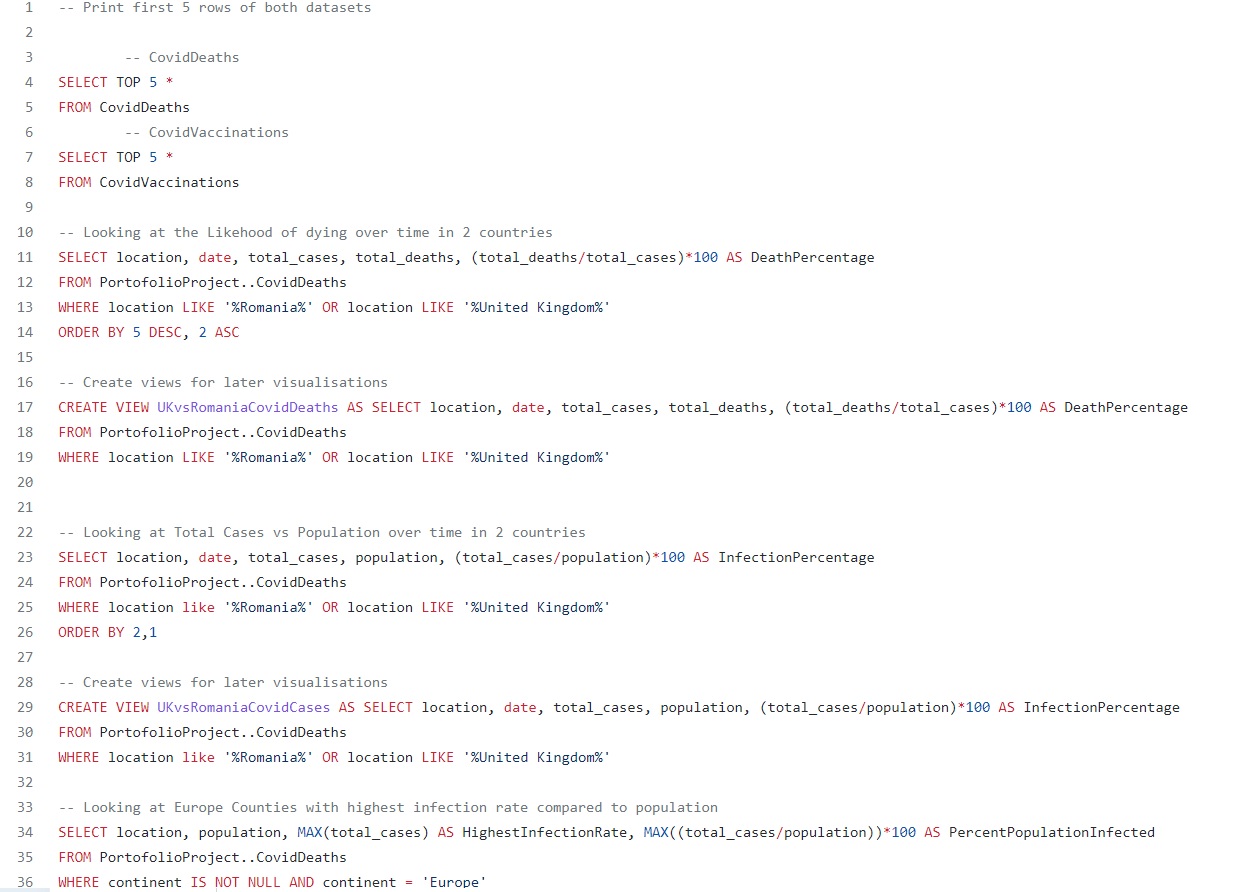 1 -- Print first 5 rows of both datasets
2
3 -- CovidDeaths
4 SELECT TOP 5 *
5 FROM CovidDeaths
6 -- CovidVaccinations
7 SELECT TOP 5 *
8 FROM CovidVaccinations
9
10 -- Looking at the Likehood of dying over time in 2 countries
11 SELECT location, date, total_cases, total_deaths, (total_deaths/total_cases)*100 AS DeathPercentage
12 FROM PortofolioProject..CovidDeaths
13 WHERE location LIKE '%Romania%' OR location LIKE '%United Kingdom%'
14 ORDER BY 5 DESC, 2 ASC
15
16 -- Create views for later visualisations
17 CREATE VIEW UKvsRomaniaCovidDeaths AS SELECT location, date, total_cases, total_deaths, (total_deaths/total_cases)*100 AS DeathPercentage
18 FROM PortofolioProject..CovidDeaths
19 WHERE location LIKE '%Romania%' OR location LIKE '%United Kingdom%'
20
21
22 -- Looking at Total Cases vs Population over time in 2 countries
23 SELECT location, date, total_cases, population, (total_cases/population)*100 AS InfectionPercentage
24 FROM PortofolioProject..CovidDeaths
25 WHERE location like '%Romania%' OR location LIKE '%United Kingdom%'
26 ORDER BY 2,1
27
28 -- Create views for later visualisations
29 CREATE VIEW UKvsRomaniaCovidCases AS SELECT location, date, total_cases, population, (total_cases/population)*100 AS InfectionPercentage
30 FROM PortofolioProject..CovidDeaths
31 WHERE location like '%Romania%' OR location LIKE '%United Kingdom%'
32
33 -- Looking at Europe Counties with highest infection rate compared to population
34 SELECT location, population, MAX(total_cases) AS HighestInfectionRate, MAX((total_cases/population))*100 AS PercentPopulationInfected
35 FROM PortofolioProject..CovidDeaths
36 WHERE continent IS NOT NULL AND continent = 'Europe'